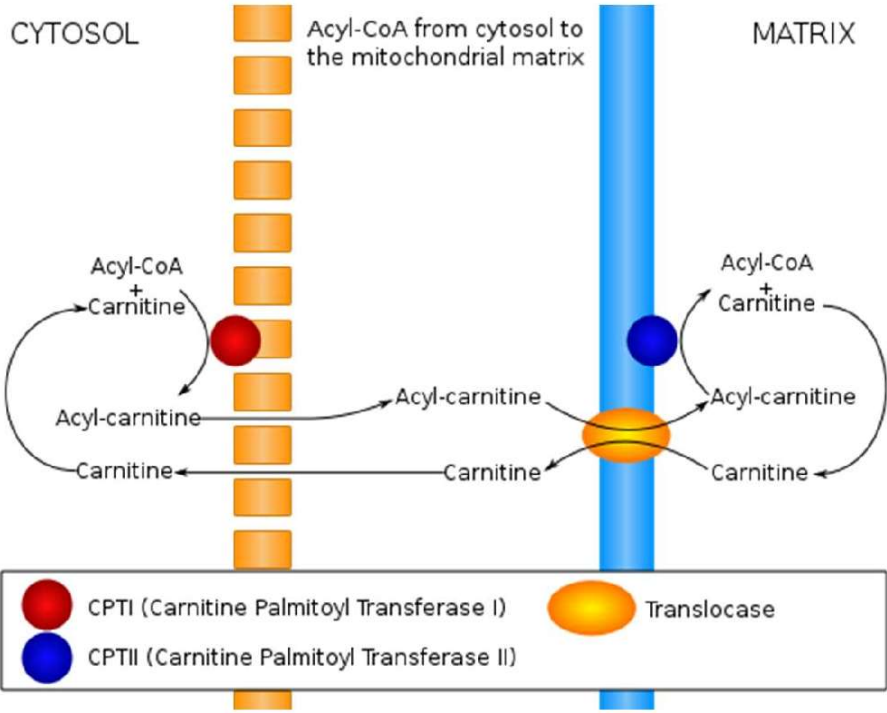 CYTOSOL
Acyl-CoA from cytosol to
the mitochondrial matrix
MATRIX
Acyl-CoA
+
Carnitine
Acyl-carnitine
Carnitine
Acyl-carnitine
Carnitine
Acyl-CoA
+
Carnitine
Acyl-carnitine
Carnitine
CPTI (Carnitine Palmitoyl Transferase I)
Translocase
CPTII (Carnitine Palmitoyl Transferase II)